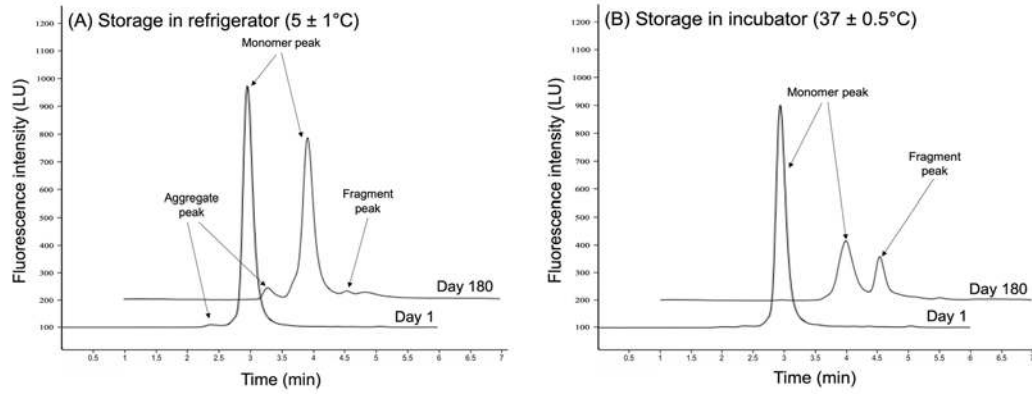 (A) Storage in refrigerator (5 ± 1°C)
Fluorescence intensity (LU)
1100
1000
900
800
700
600
500
400
300
200
100
Monomer peak
Aggregate
peak
Fragment
peak
Day 180
Day 1
0.5 1 1.5 2 2.5 3 3.5 4 4.5 5 5.5 6 6.5 7
Time (min)
(B) Storage in incubator (37 ± 0.5°C)
Fluorescence intensity (LU)
1100
1000
900
800
700
600
500
400
300
200
100
Monomer peak
Fragment
peak
Day 180
Day 1
0.5 1 1.5 2 2.5 3 3.5 4 4.5 5 5.5 6 6.5 7
Time (min)